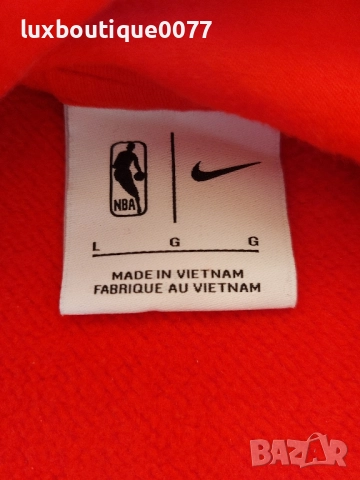 luxboutique0077
NBA
L G G
MADE IN VIETNAM
FABRIQUE AU VIETNAM
BAZAR